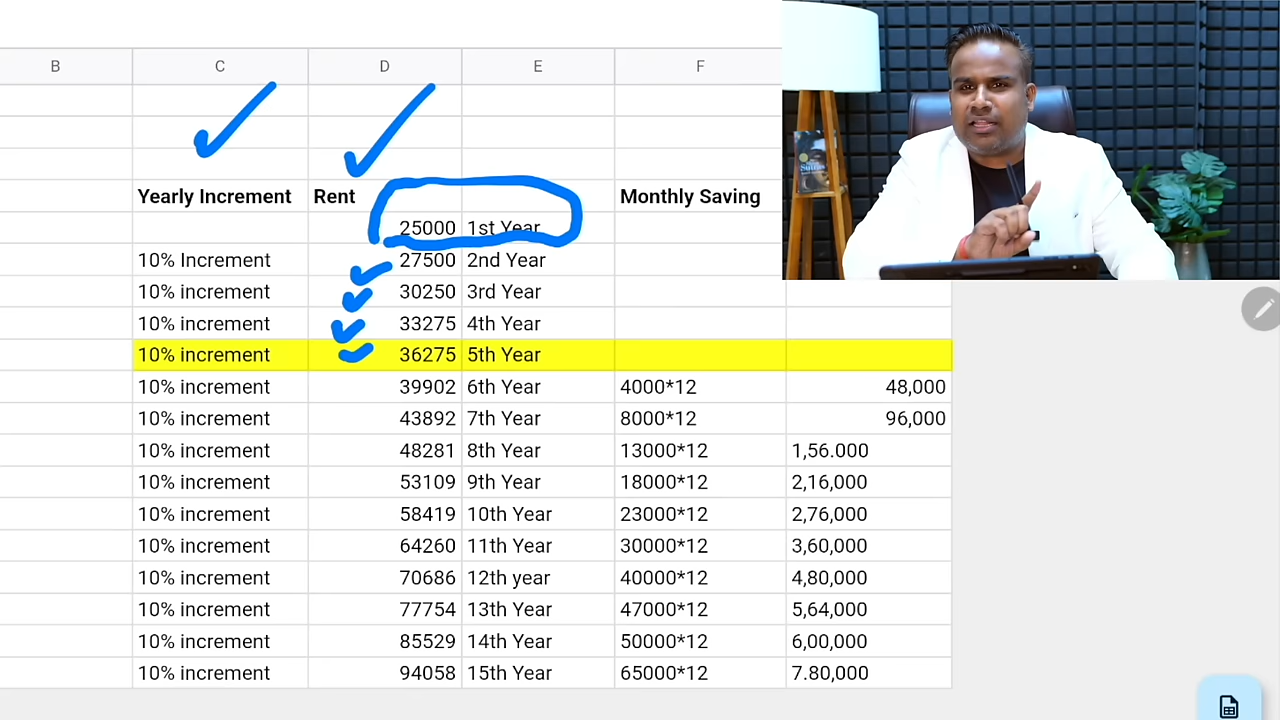 B C D E F
Sutras
Yearly Increment Rent Monthly Saving
25000 1st Year
10% Increment 27500 2nd Year
10% increment 30250 3rd Year
10% increment 33275 4th Year
10% increment 36275 5th Year
10% increment 39902 6th Year 4000*12 48,000
10% increment 43892 7th Year 8000*12 96,000
10% increment 48281 8th Year 13000*12 1,56.000
10% increment 53109 9th Year 18000*12 2,16,000
10% increment 58419 10th Year 23000*12 2,76,000
10% increment 64260 11th Year 30000*12 3,60,000
10% increment 70686 12th year 40000*12 4,80,000
10% increment 77754 13th Year 47000*12 5,64,000
10% increment 85529 14th Year 50000*12 6,00,000
10% increment 94058 15th Year 65000*12 7.80,000